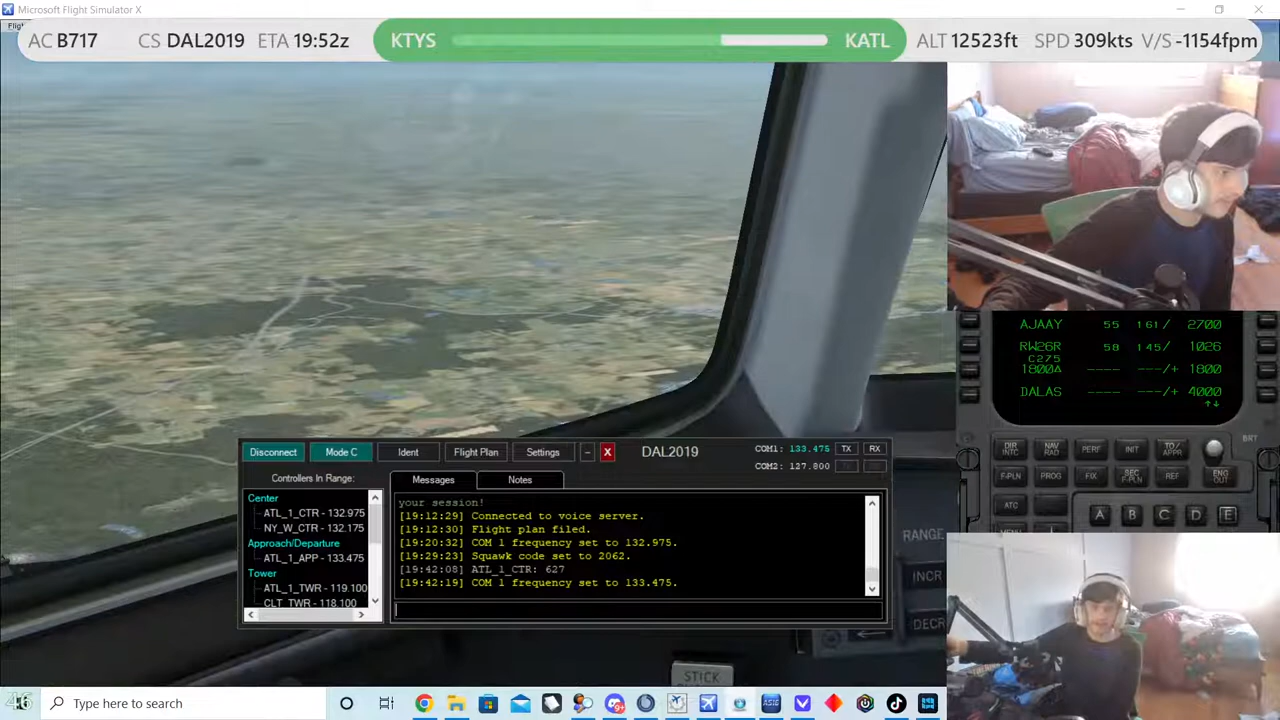 Microsoft Flight Simulator X
AC B717 CS DAL2019 ETA 19:52z KTYS KATL ALT 12523ft SPD 309kts V/S -1154fpm
AJAAY 55 161/ 2700
RW26R 58 145/ 1026
C275
1800∆ ---- ---/+ 1800
DALAS ---- ---/+ 4000
BRT
DIR INTC
NAV RAD
PERF
INIT
TO/ APPR
F-PLN
PROG
FIX
SEC F-PLN
REF
ENG OUT
ATC
A B C D E
MENU
Disconnect
Mode C
Ident
Flight Plan
Settings
–
X
DAL2019
COM1: 133.475 TX RX
COM2: 127.800
Controllers In Range:
Center
ATL_1_CTR - 132.975
NY_W_CTR - 132.175
Approach/Departure
ATL_1_APP - 133.475
Tower
ATL_1_TWR - 119.100
CLT_TWR - 118.100
Messages
Notes
your session!
[19:12:29] Connected to voice server.
[19:12:30] Flight plan filed.
[19:20:32] COM 1 frequency set to 132.975.
[19:29:23] Squawk code set to 2062.
[19:42:08] ATL_1_CTR: 627
[19:42:19] COM 1 frequency set to 133.475.
RANGE
INCR
DECR
STICK
46
Type here to search